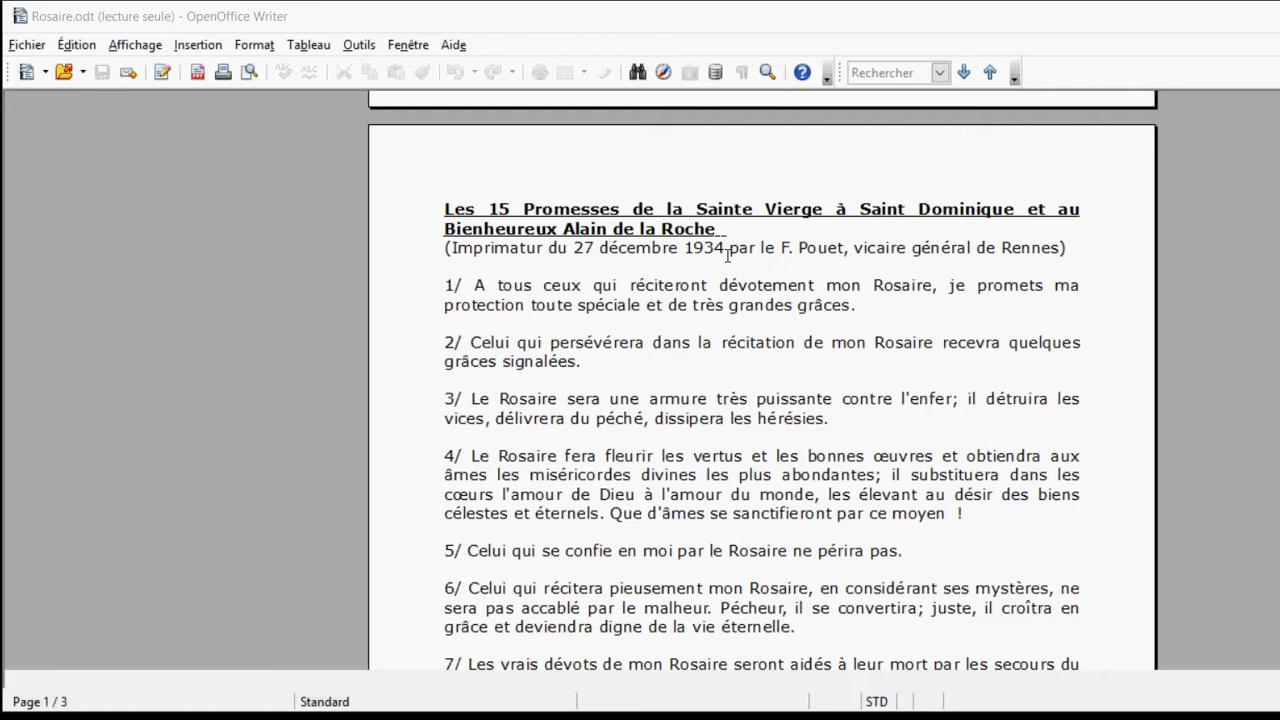 Rosaire.odt (lecture seule) - OpenOffice Writer
Fichier Édition Affichage Insertion Format Tableau Outils Fenêtre Aide
Rechercher
Les 15 Promesses de la Sainte Vierge à Saint Dominique et au
Bienheureux Alain de la Roche
(Imprimatur du 27 décembre 1934 par le F. Pouet, vicaire général de Rennes)
1/ A tous ceux qui réciteront dévotement mon Rosaire, je promets ma
protection toute spéciale et de très grandes grâces.
2/ Celui qui persévérera dans la récitation de mon Rosaire recevra quelques
grâces signalées.
3/ Le Rosaire sera une armure très puissante contre l'enfer; il détruira les
vices, délivrera du péché, dissipera les hérésies.
4/ Le Rosaire fera fleurir les vertus et les bonnes œuvres et obtiendra aux
âmes les miséricordes divines les plus abondantes; il substituera dans les
cœurs l'amour de Dieu à l'amour du monde, les élevant au désir des biens
célestes et éternels. Que d'âmes se sanctifieront par ce moyen !
5/ Celui qui se confie en moi par le Rosaire ne périra pas.
6/ Celui qui récitera pieusement mon Rosaire, en considérant ses mystères, ne
sera pas accablé par le malheur. Pécheur, il se convertira; juste, il croîtra en
grâce et deviendra digne de la vie éternelle.
7/ Les vrais dévots de mon Rosaire seront aidés à leur mort par les secours du
Page 1 / 3 Standard STD